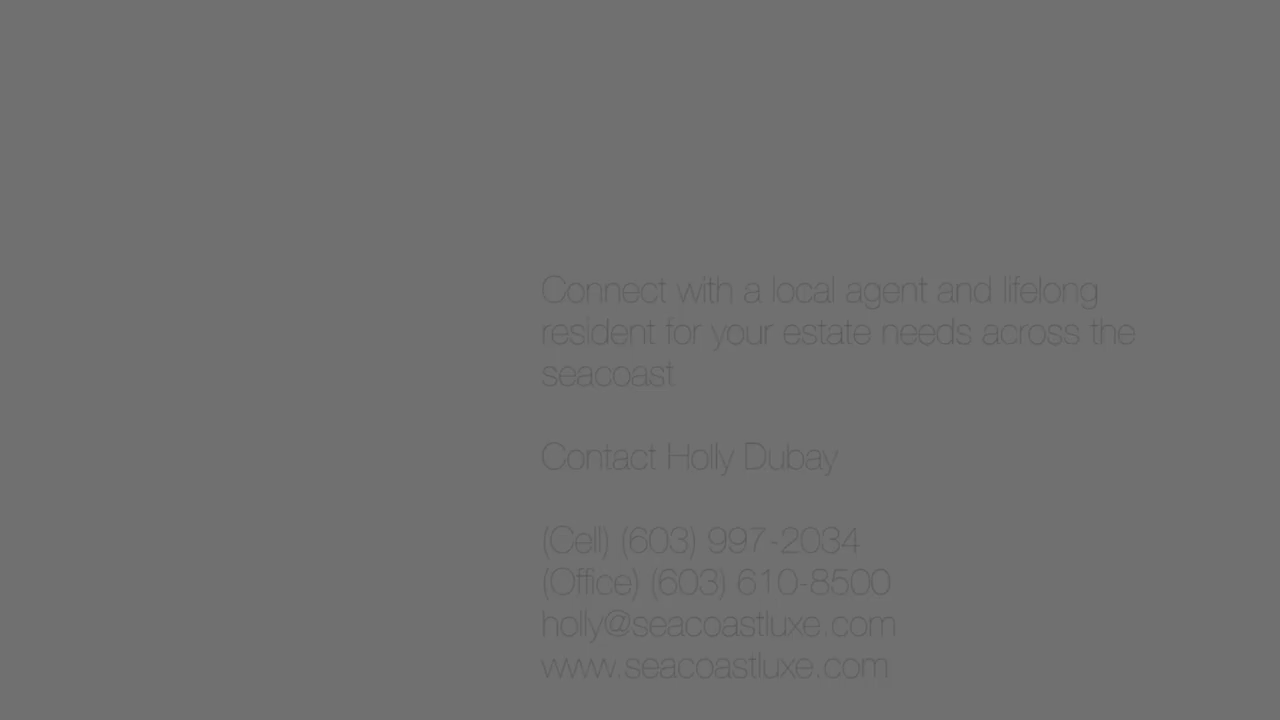 Connect with a local agent and lifelong
resident for your estate needs across the
seacoast
Contact Holly Dubay
(Cell) (603) 997-2034
(Office) (603) 610-8500
holly@seacoastluxe.com
www.seacoastluxe.com